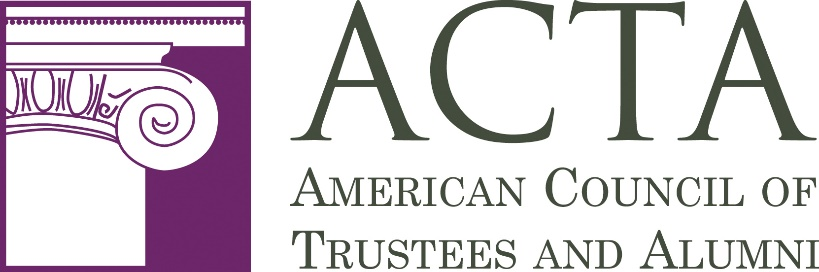 ACTA
American Council of
Trustees and Alumni